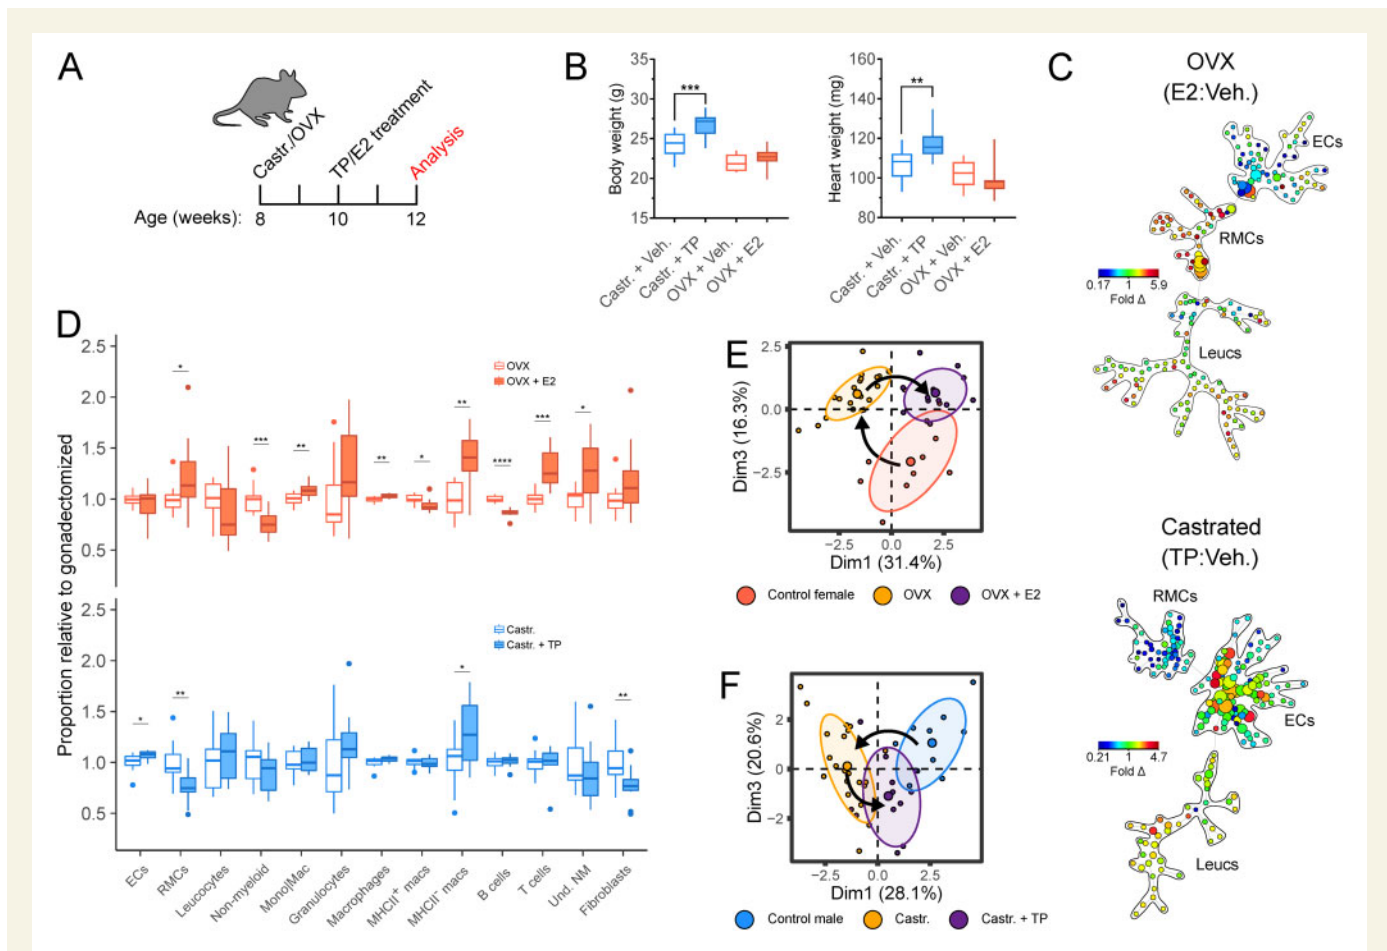 A
Castr./OVX
TP/E2 treatment
Analysis
Age (weeks):
8
10
12
B
Body weight (g)
35
30
25
20
15
***
Castr. + Veh.
Castr. + TP
OVX + Veh.
OVX + E2
Heart weight (mg)
160
140
120
100
80
**
Castr. + Veh.
Castr. + TP
OVX + Veh.
OVX + E2
C
OVX
(E2:Veh.)
ECs
RMCs
0.17 1 5.9
Fold Δ
Leucs
Castrated
(TP:Veh.)
RMCs
ECs
0.21 1 4.7
Fold Δ
Leucs
D
Proportion relative to gonadectomized
2.5
2.0
1.5
1.0
0.5
OVX
OVX + E2
* *** ** ** * ** **** *** *
2.5
2.0
1.5
1.0
0.5
Castr.
Castr. + TP
* ** * **
ECs
RMCs
Leucocytes
Non-myeloid
Mono|Mac
Granulocytes
Macrophages
MHCII⁺ macs
MHCII⁻ macs
B cells
T cells
Und. NM
Fibroblasts
E
Dim3 (16.3%)
2.5
0.0
−2.5
−2.5 0.0 2.5
Dim1 (31.4%)
Control female OVX OVX + E2
F
Dim3 (20.6%)
2
0
−2
−2.5 0.0 2.5
Dim1 (28.1%)
Control male Castr. Castr. + TP